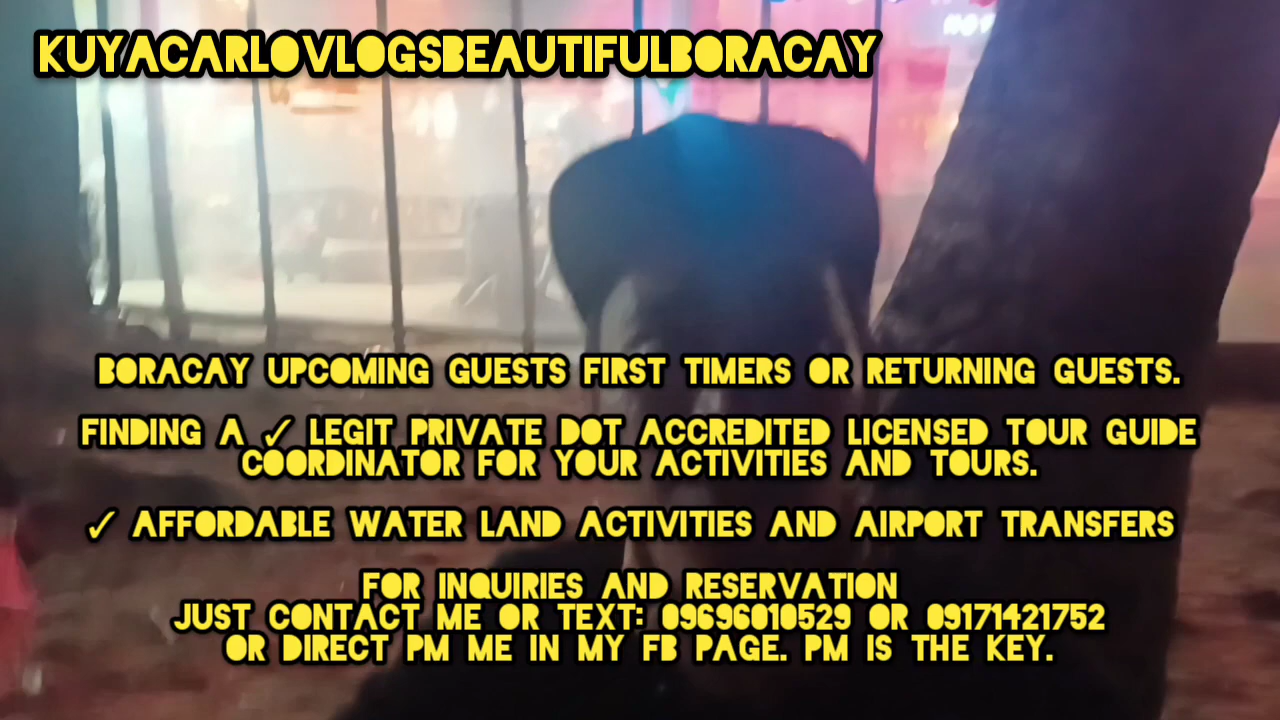 KUYACARLOVLOGSBEAUTIFULBORACAY
BORACAY UPCOMING GUESTS FIRST TIMERS OR RETURNING GUESTS.
FINDING A ✓ LEGIT PRIVATE DOT ACCREDITED LICENSED TOUR GUIDE
COORDINATOR FOR YOUR ACTIVITIES AND TOURS.
✓ AFFORDABLE WATER LAND ACTIVITIES AND AIRPORT TRANSFERS
FOR INQUIRIES AND RESERVATION
JUST CONTACT ME OR TEXT: 09696010529 OR 09171421752
OR DIRECT PM ME IN MY FB PAGE. PM IS THE KEY.